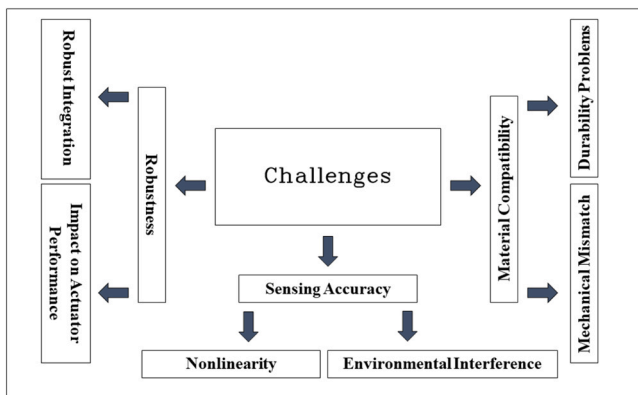 Challenges
Robustness
Robust Integration
Impact on Actuator
Performance
Sensing Accuracy
Nonlinearity
Environmental Interference
Material Compatibility
Durability Problems
Mechanical Mismatch